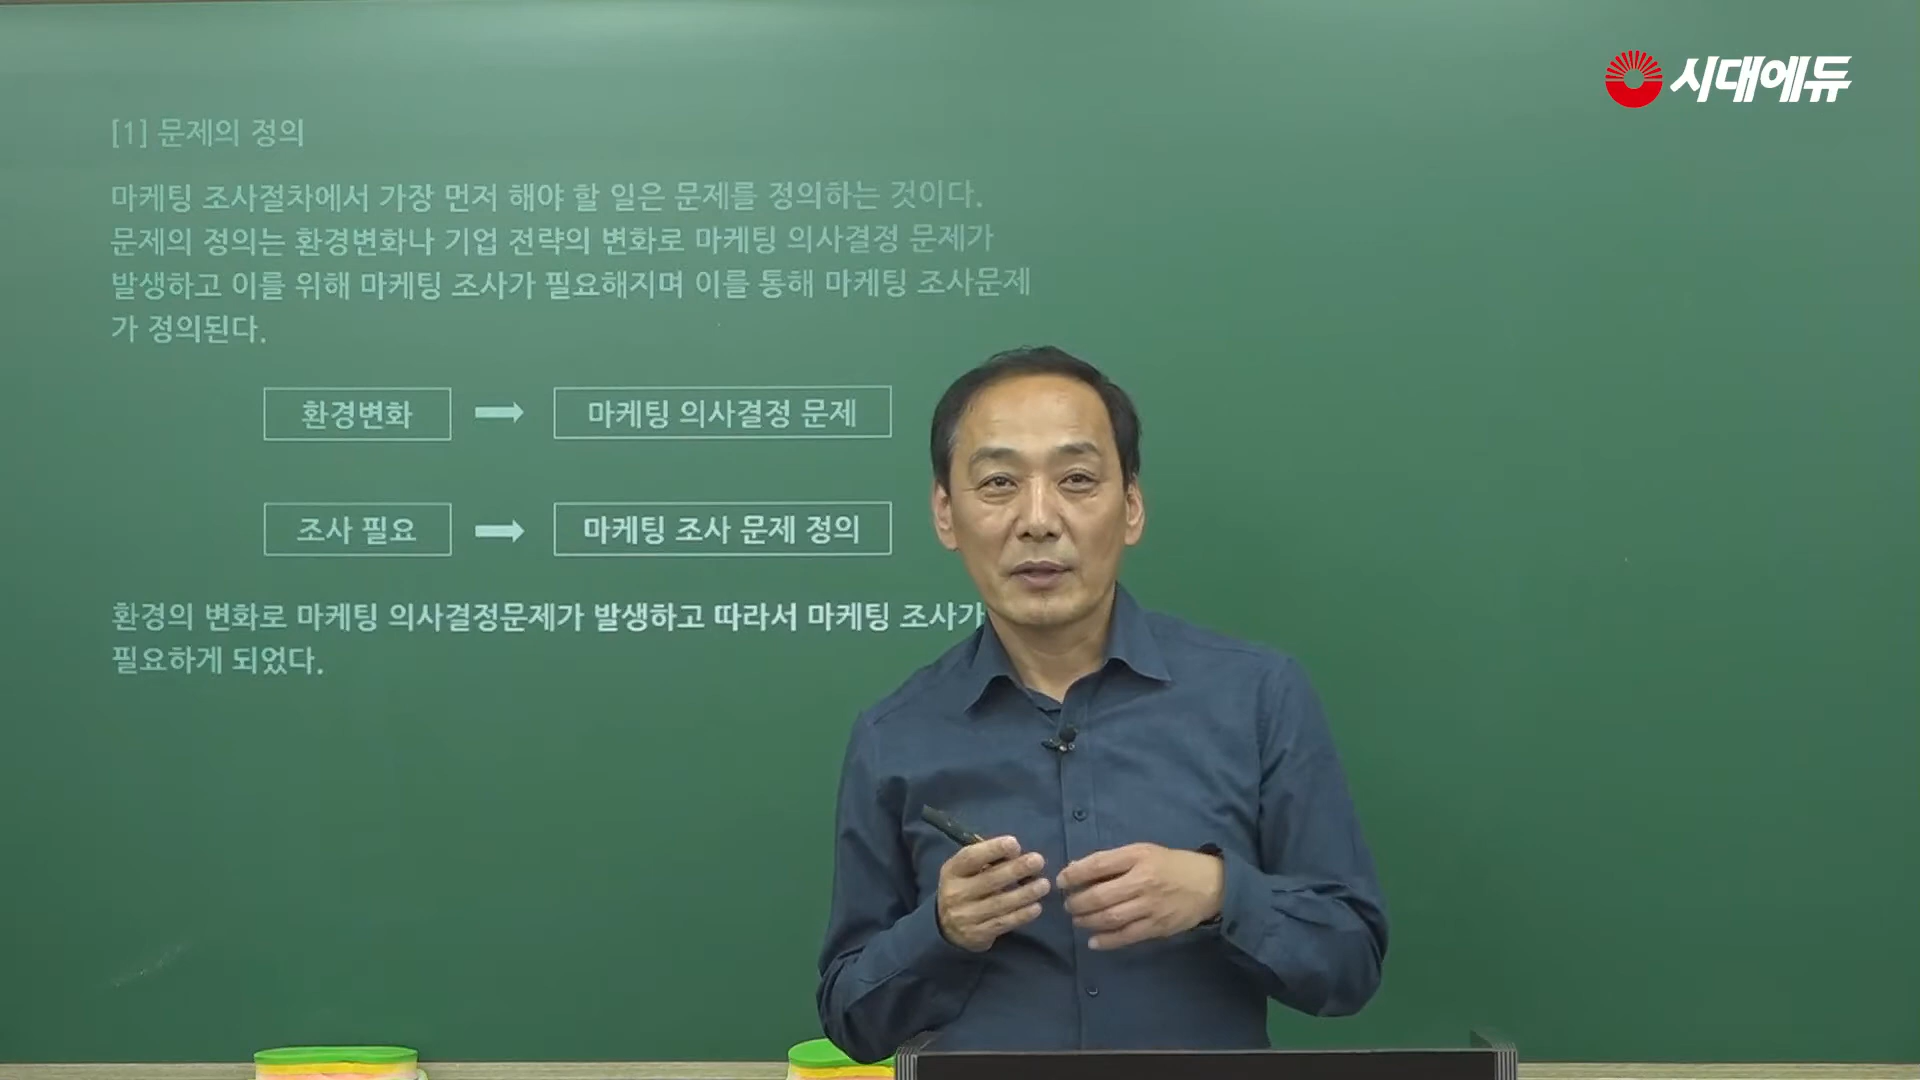 시대에듀
[1] 문제의 정의
마케팅 조사절차에서 가장 먼저 해야 할 일은 문제를 정의하는 것이다.
문제의 정의는 환경변화나 기업 전략의 변화로 마케팅 의사결정 문제가
발생하고 이를 위해 마케팅 조사가 필요해지며 이를 통해 마케팅 조사문제
가 정의된다.
환경변화 → 마케팅 의사결정 문제
조사 필요 → 마케팅 조사 문제 정의
환경의 변화로 마케팅 의사결정문제가 발생하고 따라서 마케팅 조사가
필요하게 되었다.